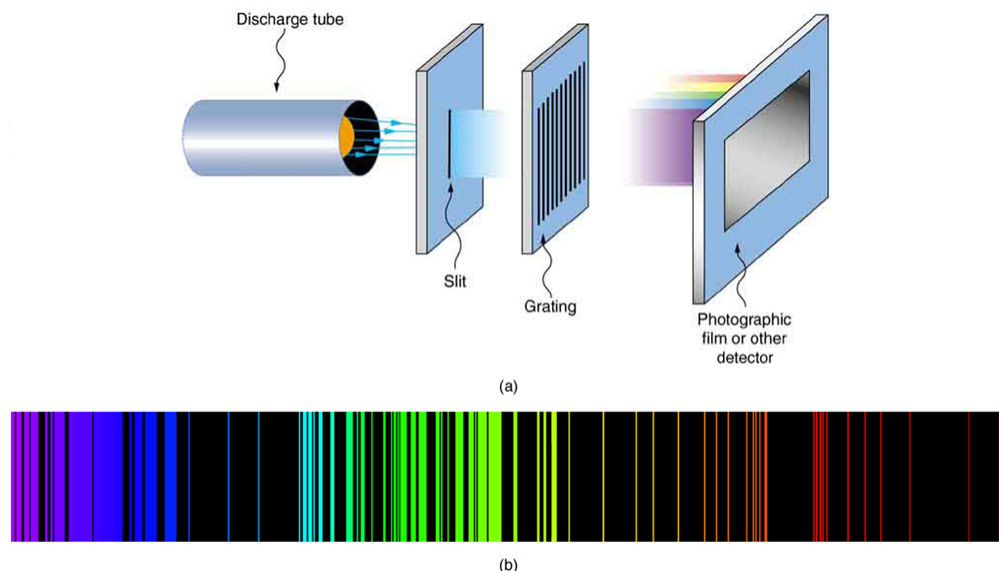 Discharge tube
Slit
Grating
Photographic
film or other
detector
(a)
(b)